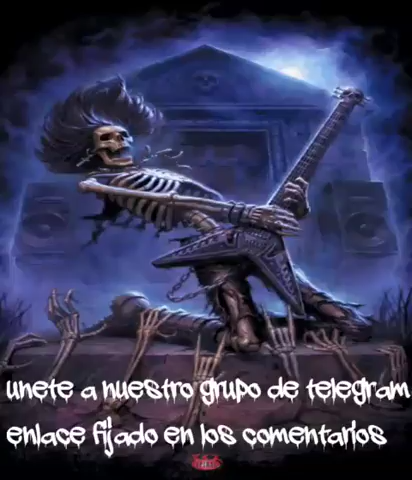 unete a nuestro grupo de telegram
enlace fijado en los comentarios